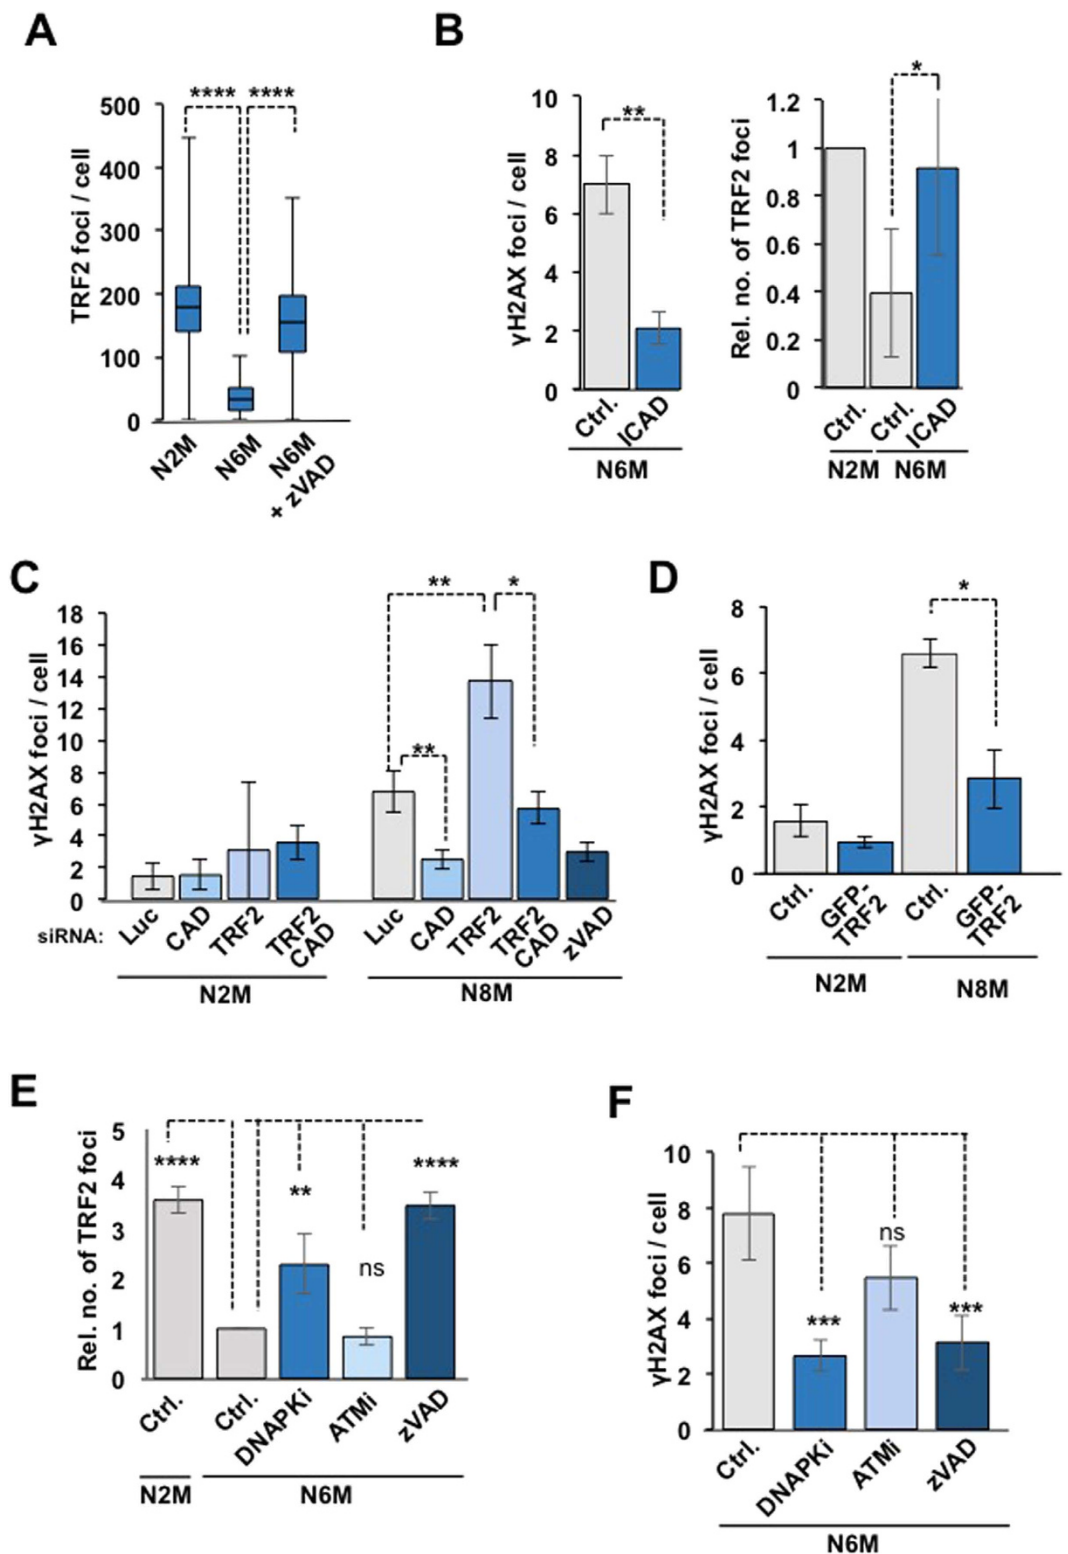 A
TRF2 foci / cell
500
400
300
200
100
0
**** ****
N2M
N6M
N6M
+ zVAD
B
γH2AX foci / cell
10
8
6
4
2
0
**
Ctrl.
ICAD
N6M
Rel. no. of TRF2 foci
1.2
1
0.8
0.6
0.4
0.2
0
*
Ctrl.
Ctrl.
ICAD
N2M N6M
C
γH2AX foci / cell
18
16
14
12
10
8
6
4
2
0
** *
**
siRNA:
Luc
CAD
TRF2
TRF2
CAD
Luc
CAD
TRF2
TRF2
CAD
zVAD
N2M
N8M
D
γH2AX foci / cell
8
6
4
2
0
*
Ctrl.
GFP-
TRF2
Ctrl.
GFP-
TRF2
N2M
N8M
E
Rel. no. of TRF2 foci
5
4
3
2
1
0
****
**
ns
****
Ctrl.
Ctrl.
DNAPKi
ATMi
zVAD
N2M
N6M
F
γH2AX foci / cell
10
8
6
4
2
0
***
ns
***
Ctrl.
DNAPKi
ATMi
zVAD
N6M